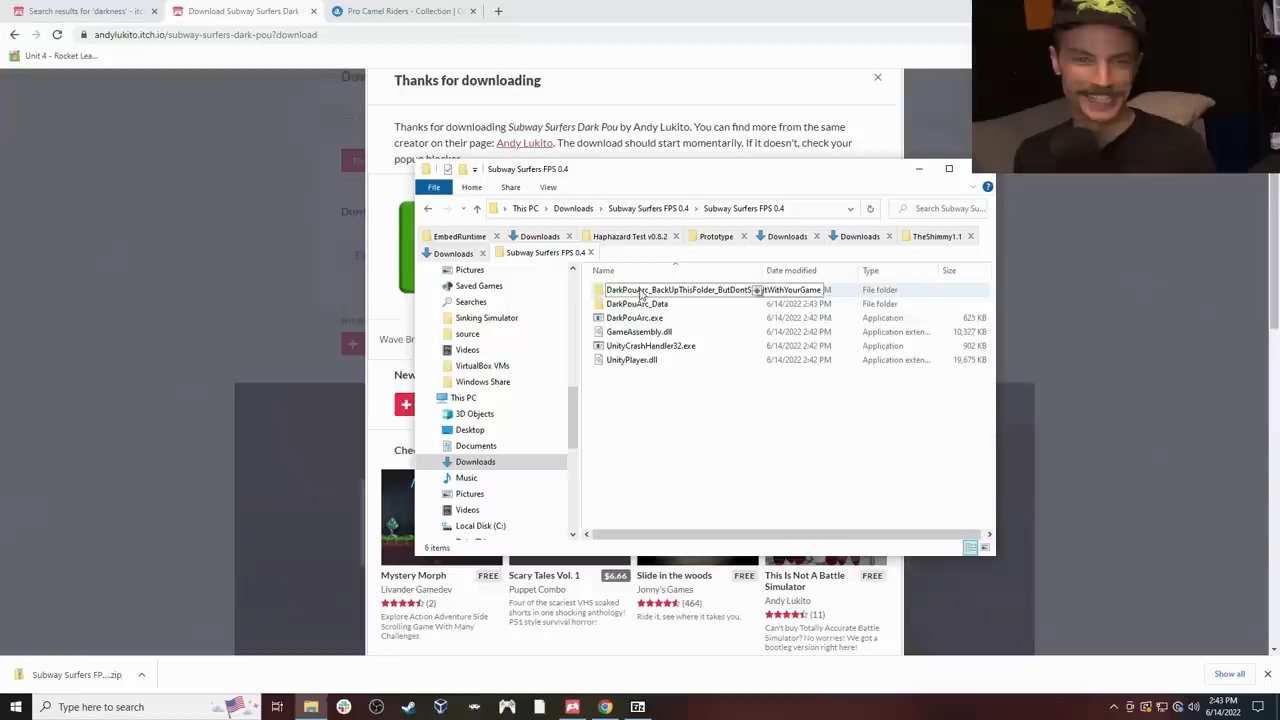 Search results for 'darkness' - itc
Download Subway Surfers Dark
Pro Camel Riders - Collection | O
andylukito.itch.io/subway-surfers-dark-pou?download
Unit 4 - Rocket Lea...
Thanks for downloading
Thanks for downloading Subway Surfers Dark Pou by Andy Lukito. You can find more from the same
creator on their page: Andy Lukito. The download should start momentarily. If it doesn't, check your
popup blocker
Subway Surfers FPS 0.4
File Home Share View
This PC Downloads Subway Surfers FPS 0.4 Subway Surfers FPS 0.4
Search Subway Su...
EmbedRuntime Downloads Haphazard Test v0.8.2 Prototype Downloads Downloads TheShimmy1.1
Downloads Subway Surfers FPS 0.4
Name Date modified Type Size
Pictures
Saved Games
Searches
Sinking Simulator
source
Videos
VirtualBox VMs
Windows Share
This PC
3D Objects
Desktop
Documents
Downloads
Music
Pictures
Videos
Local Disk (C:)
File folder
DarkPouArc_Data 6/14/2022 2:43 PM File folder
DarkPouArc.exe 6/14/2022 2:42 PM Application 625 KB
GameAssembly.dll 6/14/2022 2:42 PM Application exten... 10,327 KB
UnityCrashHandler32.exe 6/14/2022 2:42 PM Application 902 KB
UnityPlayer.dll 6/14/2022 2:42 PM Application exten... 19,675 KB
6 items
Wave Br
New
Chec
Mystery Morph FREE
Livander Gamedev
(2)
Explore Action Adventure Side
Scrolling Game With Many
Challenges
Scary Tales Vol. 1 $6.66
Puppet Combo
Four of the scariest VHS soaked
shorts in one shocking anthology!
PS1 style survival horror!
Slide in the woods FREE
Jonny's Games
(464)
Ride it, see where it takes you.
This Is Not A Battle
Simulator FREE
Andy Lukito
(11)
Can't buy Totally Accurate Battle
Simulator? No worries! We got a
bootleg version right here!
Subway Surfers FP....zip
Show all
Type here to search
2:43 PM
6/14/2022